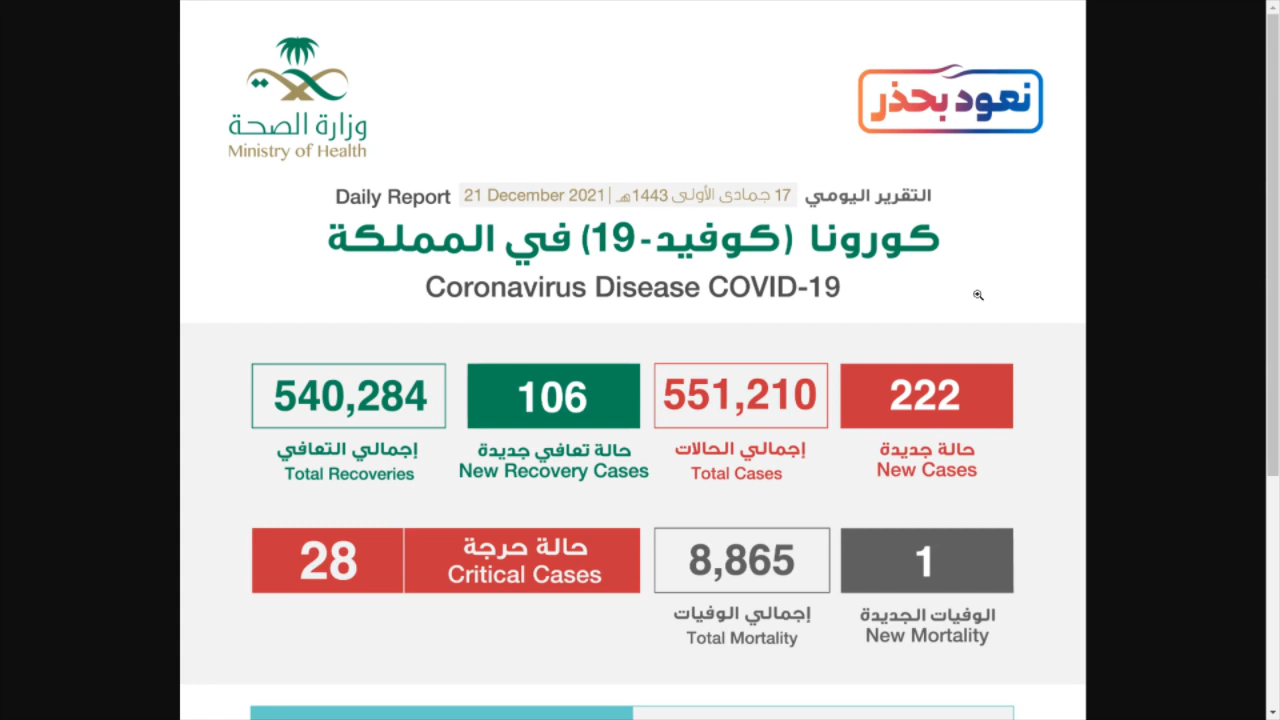 وزارة الصحة
Ministry of Health
نعود بحذر
التقرير اليومي 17 جمادى الأولى 1443هـ | 21 December 2021 Daily Report
كورونا (كوفيد-19) في المملكة
Coronavirus Disease COVID-19
222
حالة جديدة
New Cases
551,210
إجمالي الحالات
Total Cases
106
حالة تعافي جديدة
New Recovery Cases
540,284
إجمالي التعافي
Total Recoveries
1
الوفيات الجديدة
New Mortality
8,865
إجمالي الوفيات
Total Mortality
حالة حرجة
Critical Cases
28